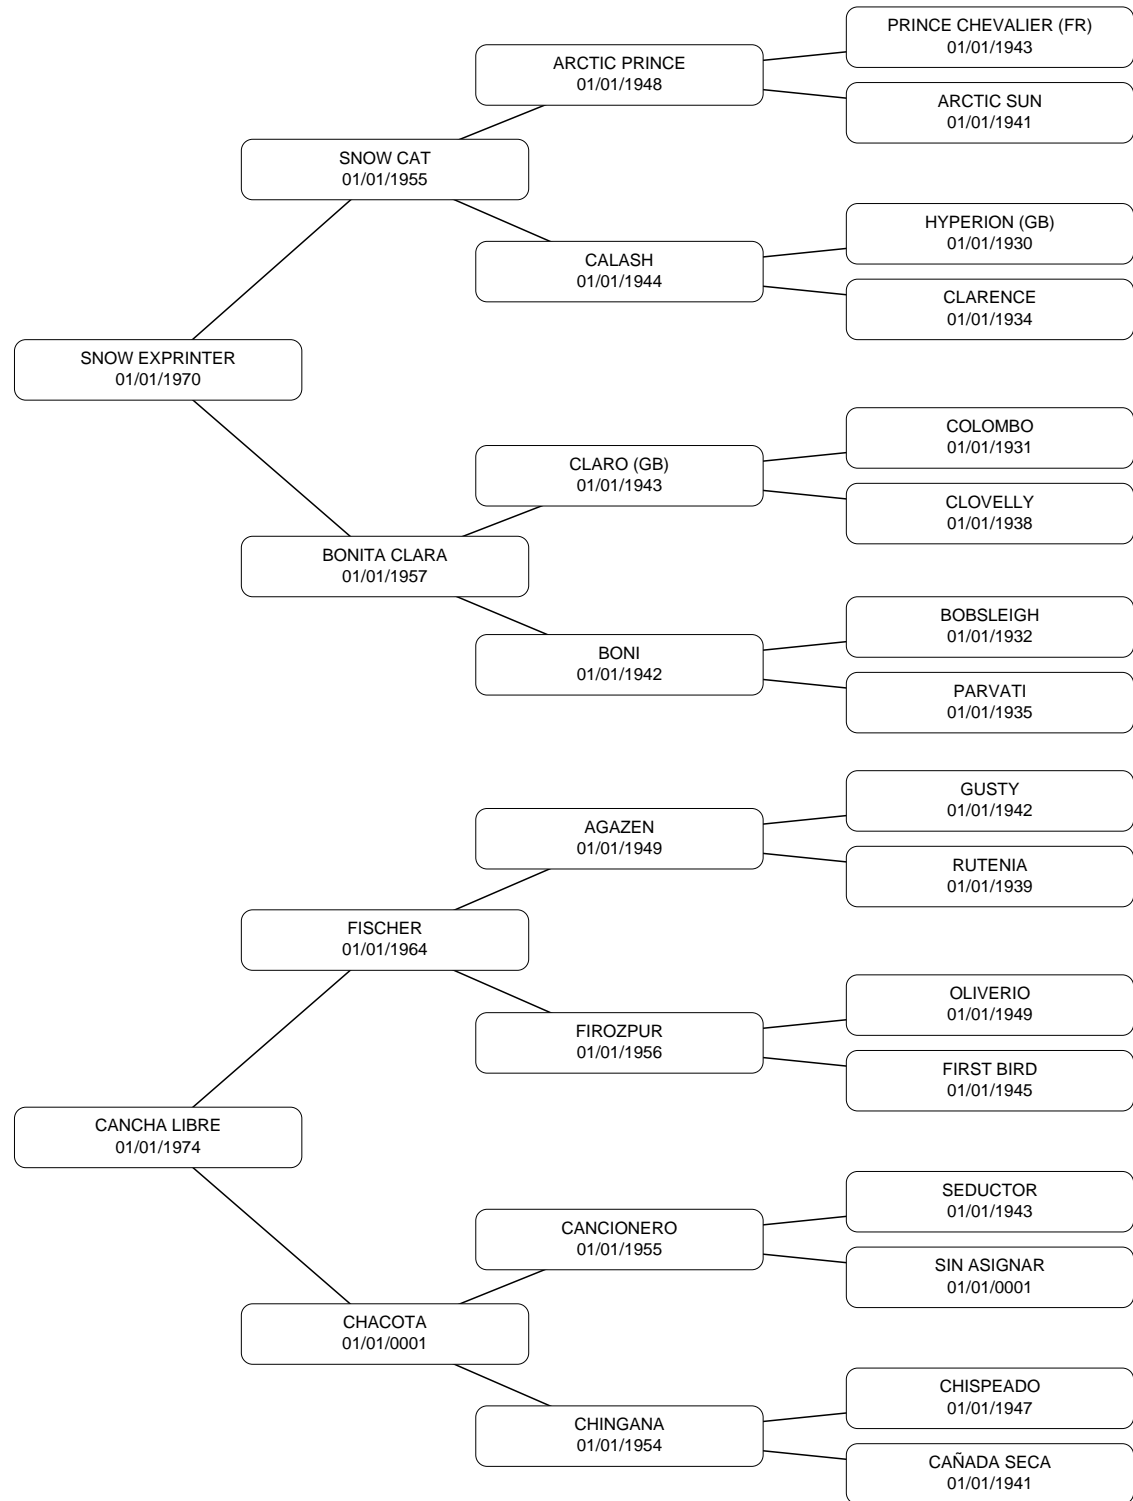 PRINCE CHEVALIER (FR)
01/01/1943
ARCTIC PRINCE
01/01/1948
ARCTIC SUN
01/01/1941
SNOW CAT
01/01/1955
HYPERION (GB)
01/01/1930
CALASH
01/01/1944
CLARENCE
01/01/1934
SNOW EXPRINTER
01/01/1970
COLOMBO
01/01/1931
CLARO (GB)
01/01/1943
CLOVELLY
01/01/1938
BONITA CLARA
01/01/1957
BOBSLEIGH
01/01/1932
BONI
01/01/1942
PARVATI
01/01/1935
GUSTY
01/01/1942
AGAZEN
01/01/1949
RUTENIA
01/01/1939
FISCHER
01/01/1964
OLIVERIO
01/01/1949
FIROZPUR
01/01/1956
FIRST BIRD
01/01/1945
CANCHA LIBRE
01/01/1974
SEDUCTOR
01/01/1943
CANCIONERO
01/01/1955
SIN ASIGNAR
01/01/0001
CHACOTA
01/01/0001
CHISPEADO
01/01/1947
CHINGANA
01/01/1954
CAÑADA SECA
01/01/1941